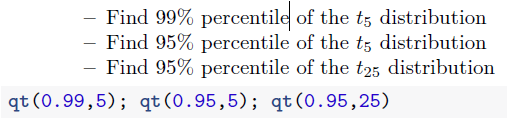 – Find 99% percentile of the t5 distribution
– Find 95% percentile of the t5 distribution
– Find 95% percentile of the t25 distribution
qt(0.99,5); qt(0.95,5); qt(0.95,25)